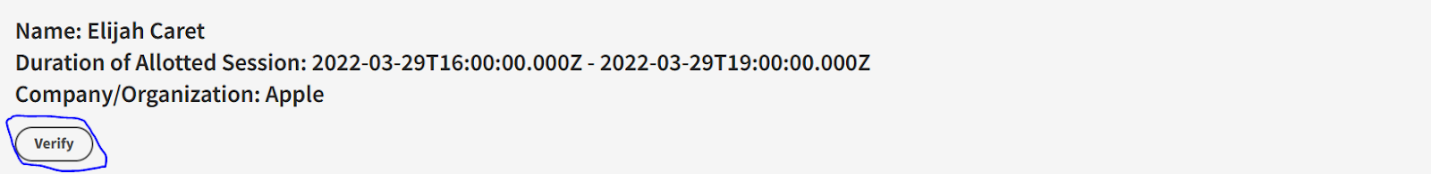 Name: Elijah Caret
Duration of Allotted Session: 2022-03-29T16:00:00.000Z - 2022-03-29T19:00:00.000Z
Company/Organization: Apple
Verify